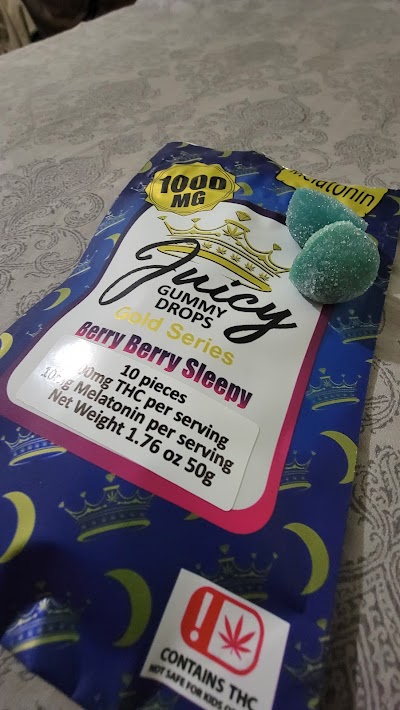 1000
MG
Melatonin
Juicy
GUMMY
DROPS
Gold Series
Berry Berry Sleepy
10 pieces
THC per serving
Melatonin per serving
Net Weight 1.76 oz 50g
!
CONTAINS THC
NOT SAFE FOR KIDS